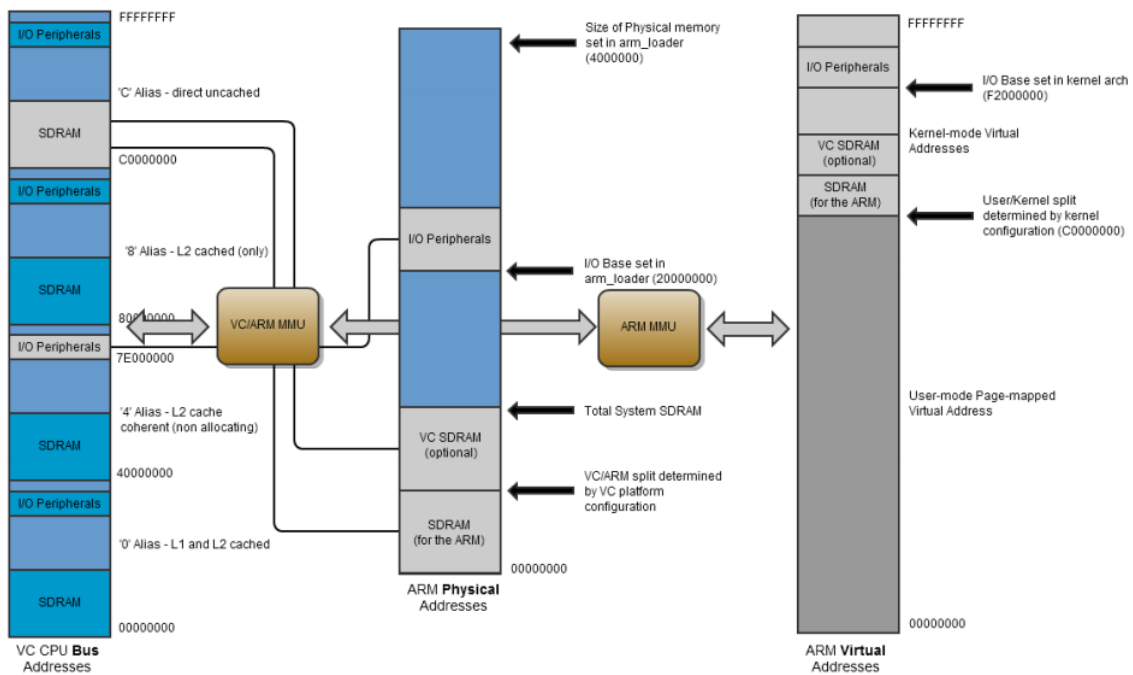 FFFFFFFF
I/O Peripherals
'C' Alias - direct uncached
SDRAM
C0000000
I/O Peripherals
'8' Alias - L2 cached (only)
SDRAM
80000000
I/O Peripherals
7E000000
'4' Alias - L2 cache
coherent (non allocating)
SDRAM
40000000
I/O Peripherals
'0' Alias - L1 and L2 cached
SDRAM
00000000
VC CPU Bus
Addresses
VC/ARM MMU
Size of Physical memory
set in arm_loader
(4000000)
I/O Peripherals
I/O Base set in
arm_loader (20000000)
Total System SDRAM
VC SDRAM
(optional)
VC/ARM split determined
by VC platform
configuration
SDRAM
(for the ARM)
00000000
ARM Physical
Addresses
ARM MMU
FFFFFFFF
I/O Peripherals
I/O Base set in kernel arch
(F2000000)
Kernel-mode Virtual
Addresses
VC SDRAM
(optional)
SDRAM
(for the ARM)
User/Kernel split
determined by kernel
configuration (C0000000)
User-mode Page-mapped
Virtual Address
00000000
ARM Virtual
Addresses